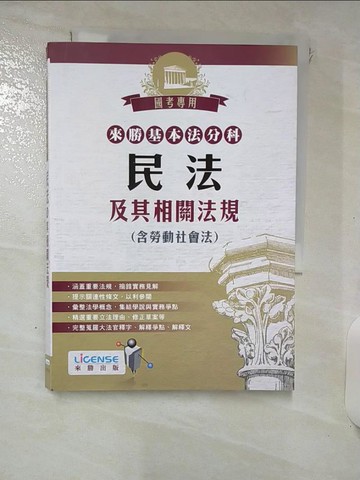 國考專用
來勝基本法分科
民法
及其相關法規
(含勞動社會法)
·涵蓋重要法規,摘錄實務見解
·提示關連性條文,以利參閱
·彙整法學概念,集結學說與實務爭點
·精選重要立法理由、修正草案等
·完整蒐羅大法官釋字、解釋爭點、解釋文
LICENSE
來勝出版